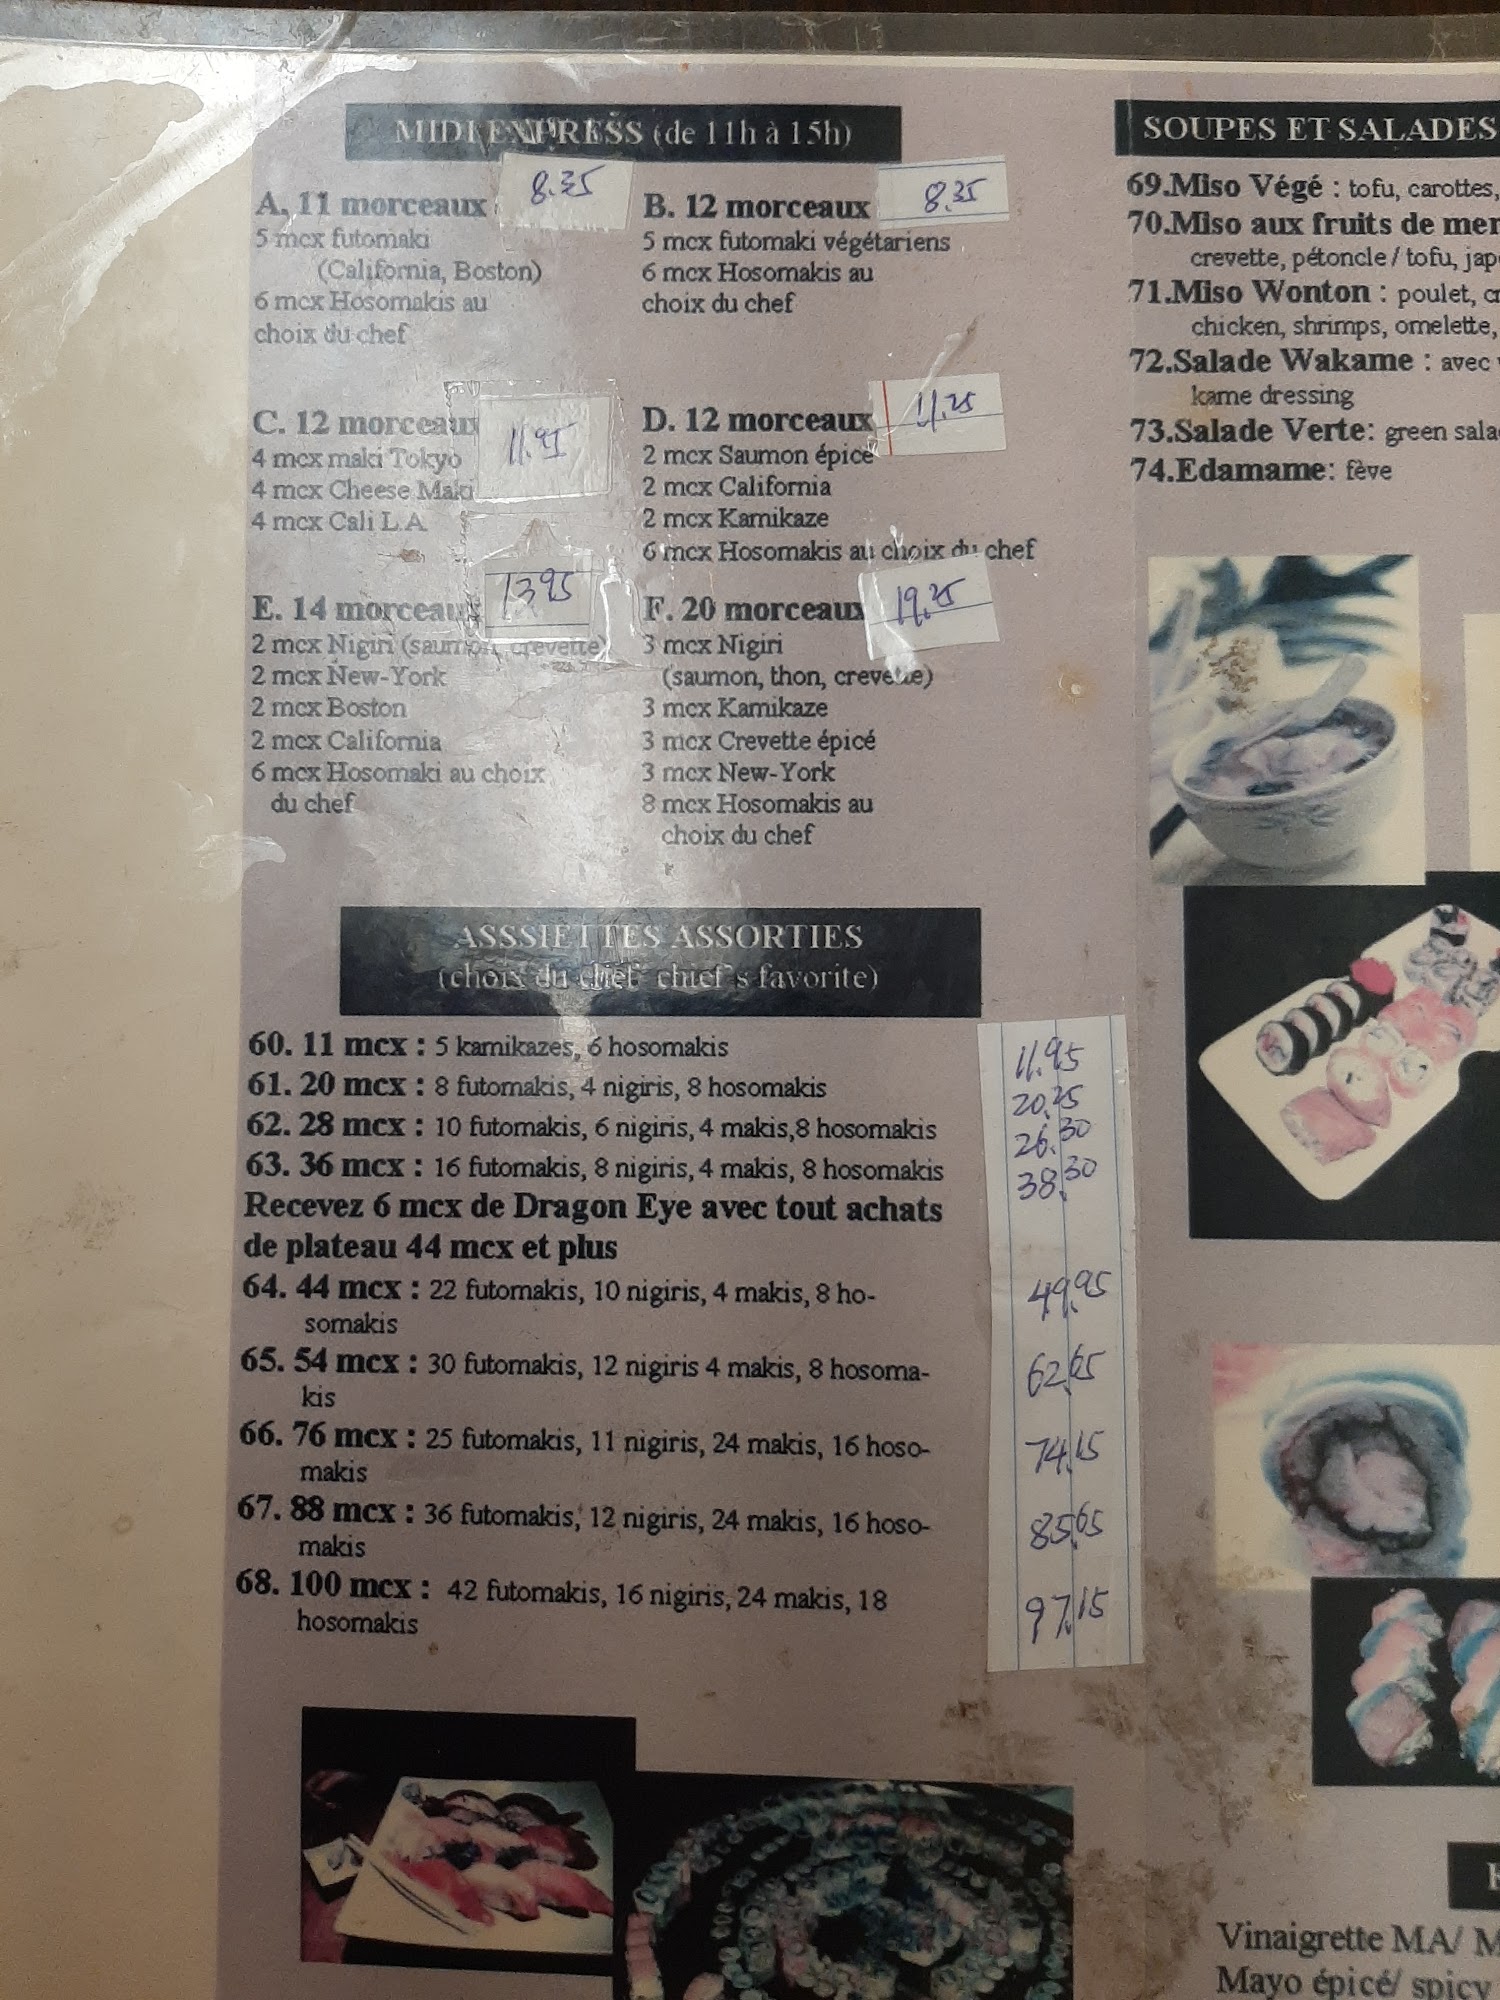 MIDI EXPRESS (de 11h à 15h)
A. 11 morceaux 8.35
5 mcx futomaki
(California, Boston)
6 mcx Hosomakis au
choix du chef
B. 12 morceaux 8.35
5 mcx futomaki végétariens
6 mcx Hosomakis au
choix du chef
C. 12 morceaux 11.95
4 mcx maki Tokyo
4 mcx Cheese Maki
4 mcx Cali L.A
D. 12 morceaux 11.25
2 mcx Saumon épicé
2 mcx California
2 mcx Kamikaze
6 mcx Hosomakis au choix du chef
E. 14 morceaux 13.95
2 mcx Nigiri (saumon, crevette)
2 mcx New-York
2 mcx Boston
2 mcx California
6 mcx Hosomaki au choix
du chef
F. 20 morceaux 19.25
3 mcx Nigiri
(saumon, thon, crevette)
3 mcx Kamikaze
3 mcx Crevette épicé
3 mcx New-York
8 mcx Hosomakis au
choix du chef
ASSSIETTES ASSORTIES
(choix du chef chief's favorite)
60. 11 mcx : 5 kamikazes, 6 hosomakis 11.95
61. 20 mcx : 8 futomakis, 4 nigiris, 8 hosomakis 20.25
62. 28 mcx : 10 futomakis, 6 nigiris, 4 makis,8 hosomakis 26.30
63. 36 mcx : 16 futomakis, 8 nigiris, 4 makis, 8 hosomakis 38.30
Recevez 6 mcx de Dragon Eye avec tout achats
de plateau 44 mcx et plus
64. 44 mcx : 22 futomakis, 10 nigiris, 4 makis, 8 ho- 49.95
somakis
65. 54 mcx : 30 futomakis, 12 nigiris 4 makis, 8 hosoma- 62.65
kis
66. 76 mcx : 25 futomakis, 11 nigiris, 24 makis, 16 hoso- 74.15
makis
67. 88 mcx : 36 futomakis, 12 nigiris, 24 makis, 16 hoso- 85.65
makis
68. 100 mcx : 42 futomakis, 16 nigiris, 24 makis, 18 97.15
hosomakis
SOUPES ET SALADES
69.Miso Végé : tofu, carottes,
70.Miso aux fruits de mer
crevette, pétoncle / tofu,
71.Miso Wonton : poulet,
chicken, shrimps, omelette,
72.Salade Wakame : avec
kame dressing
73.Salade Verte: green
74.Edamame: fève
Vinaigrette MA/
Mayo épicé/ spicy